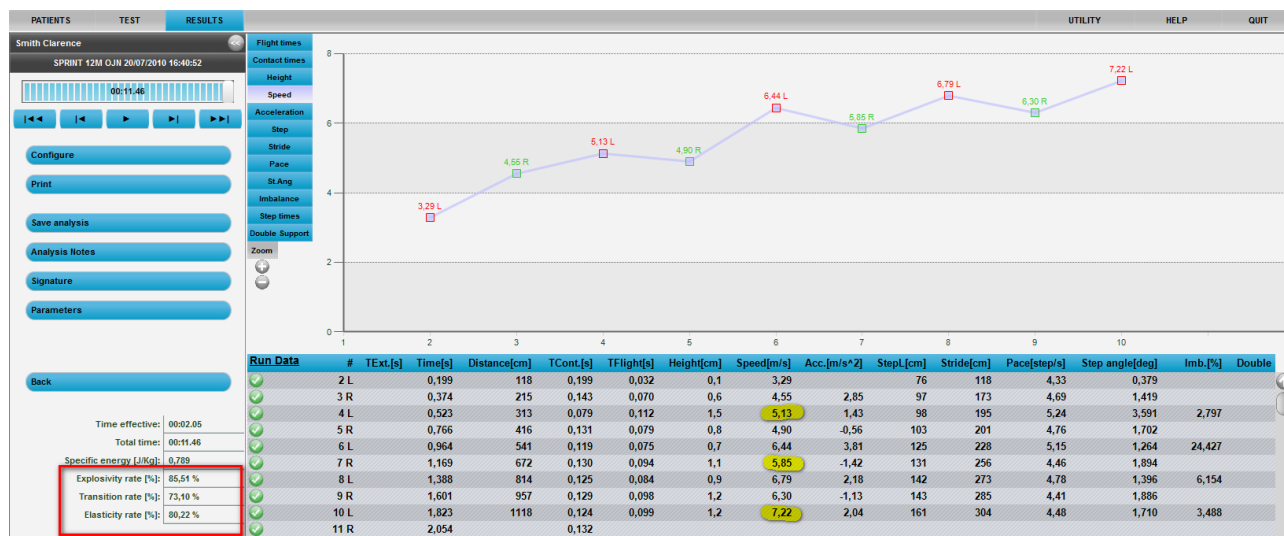 PATIENTS TEST RESULTS UTILITY HELP QUIT
Smith Clarence
SPRINT 12M OJN 20/07/2010 16:40:52
00:11.46
Configure
Print
Save analysis
Analysis Notes
Signature
Parameters
Back
Time effective: 00:02.05
Total time: 00:11.46
Specific energy [J/Kg]: 0,789
Explosivity rate [%]: 85,51 %
Transition rate [%]: 73,10 %
Elasticity rate [%]: 80,22 %
Flight times
Contact times
Height
Speed
Acceleration
Step
Stride
Pace
St.Ang
Imbalance
Step times
Double Support
Zoom
8
6
4
2
0
3,29 L
4,55 R
5,13 L
4,90 R
6,44 L
5,85 R
6,79 L
6,30 R
7,22 L
1 2 3 4 5 6 7 8 9 10
Run Data # TExt.[s] Time[s] Distance[cm] TCont.[s] TFlight[s] Height[cm] Speed[m/s] Acc.[m/s^2] StepL[cm] Stride[cm] Pace[step/s] Step angle[deg] Imb.[%] Double
2 L 0,199 118 0,199 0,032 0,1 3,29 76 118 4,33 0,379
3 R 0,374 215 0,143 0,070 0,6 4,55 2,85 97 173 4,69 1,419
4 L 0,523 313 0,079 0,112 1,5 5,13 1,43 98 195 5,24 3,591 2,797
5 R 0,766 416 0,131 0,079 0,8 4,90 -0,56 103 201 4,76 1,702
6 L 0,964 541 0,119 0,075 0,7 6,44 3,81 125 228 5,15 1,264 24,427
7 R 1,169 672 0,130 0,094 1,1 5,85 -1,42 131 256 4,46 1,894
8 L 1,388 814 0,125 0,084 0,9 6,79 2,18 142 273 4,78 1,396 6,154
9 R 1,601 957 0,129 0,098 1,2 6,30 -1,13 143 285 4,41 1,886
10 L 1,823 1118 0,124 0,099 1,2 7,22 2,04 161 304 4,48 1,710 3,488
11 R 2,054 0,132